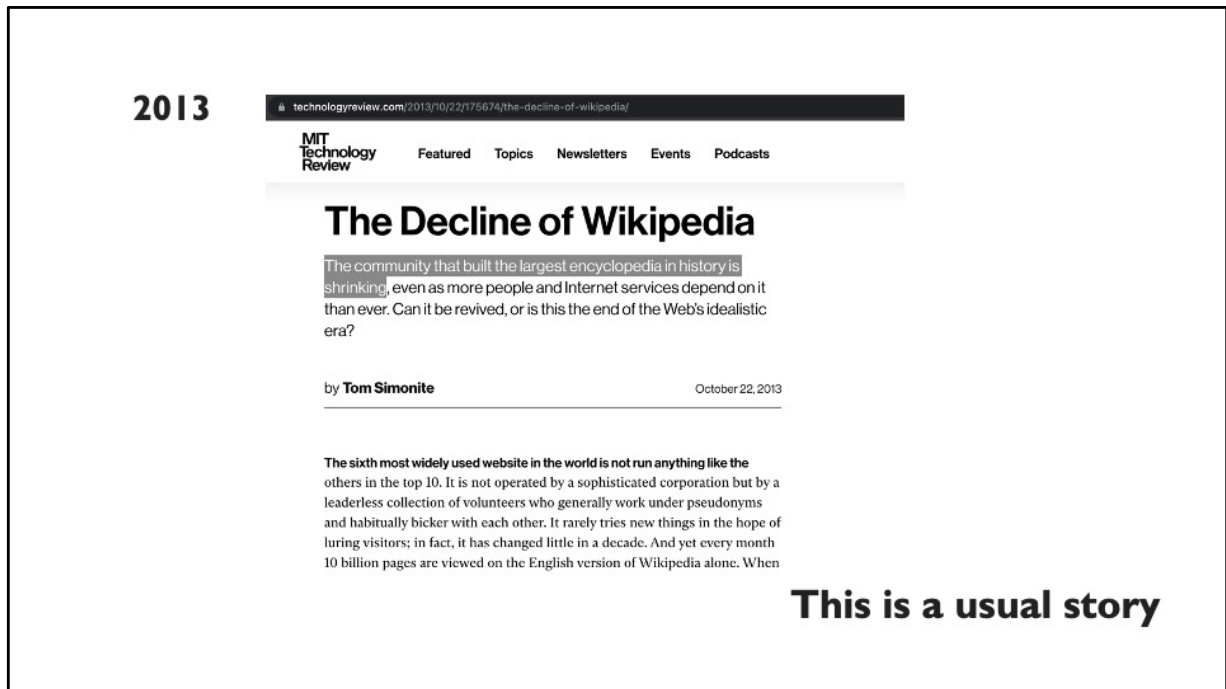 2013
technologyreview.com/2013/10/22/175674/the-decline-of-wikipedia/
MIT
Technology
Review
Featured Topics Newsletters Events Podcasts
The Decline of Wikipedia
The community that built the largest encyclopedia in history is
shrinking, even as more people and Internet services depend on it
than ever. Can it be revived, or is this the end of the Web's idealistic
era?
by Tom Simonite October 22, 2013
The sixth most widely used website in the world is not run anything like the
others in the top 10. It is not operated by a sophisticated corporation but by a
leaderless collection of volunteers who generally work under pseudonyms
and habitually bicker with each other. It rarely tries new things in the hope of
luring visitors; in fact, it has changed little in a decade. And yet every month
10 billion pages are viewed on the English version of Wikipedia alone. When
This is a usual story